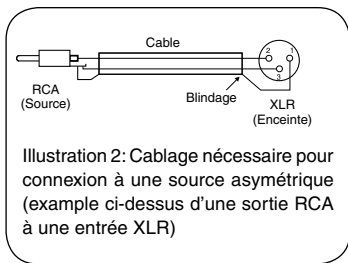 Cable
2
1
3
RCA
(Source)
Blindage
XLR
(Enceinte)
Illustration 2: Cablage nécessaire pour
connexion à une source asymétrique
(example ci-dessus d'une sortie RCA
à une entrée XLR)